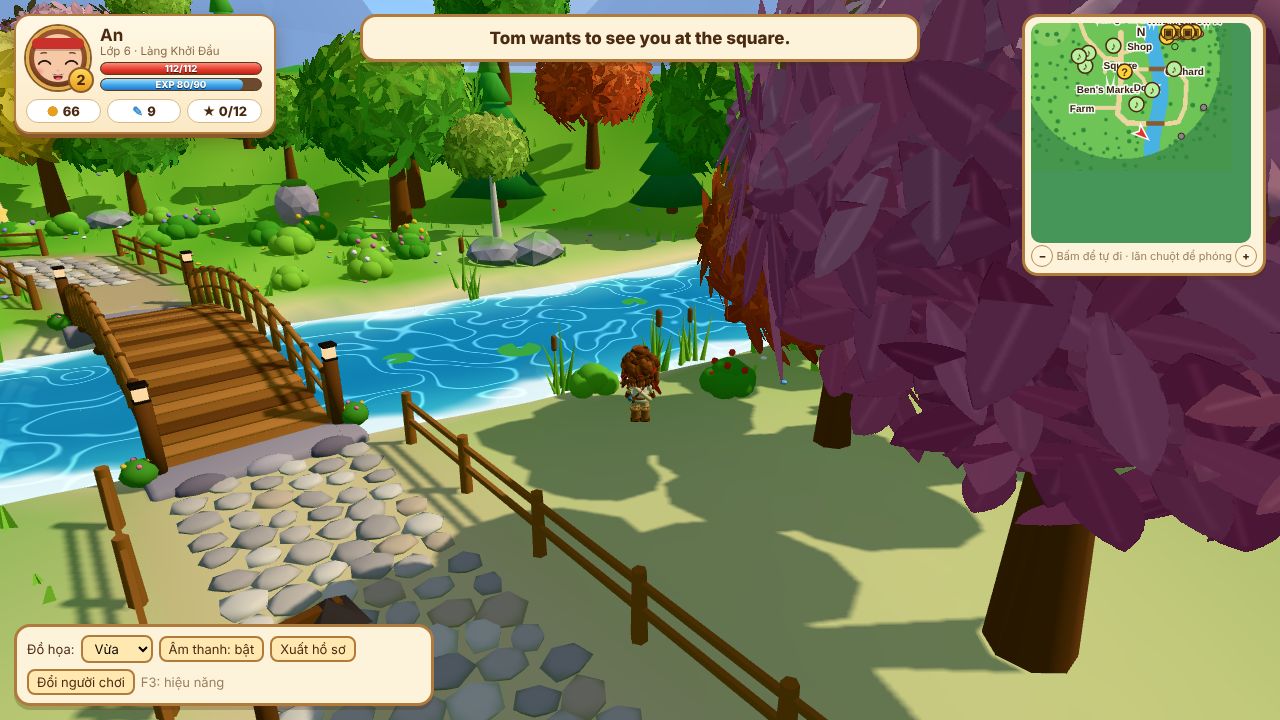 An
Lớp 6 · Làng Khởi Đầu
112/112
EXP 80/90
2
66
9
★ 0/12
Tom wants to see you at the square.
N
Shop
Ben's Marke
Farm
− Bấm để tự đi · lăn chuột để phóng +
Đồ họa: Vừa Âm thanh: bật Xuất hồ sơ
Đổi người chơi F3: hiệu năng